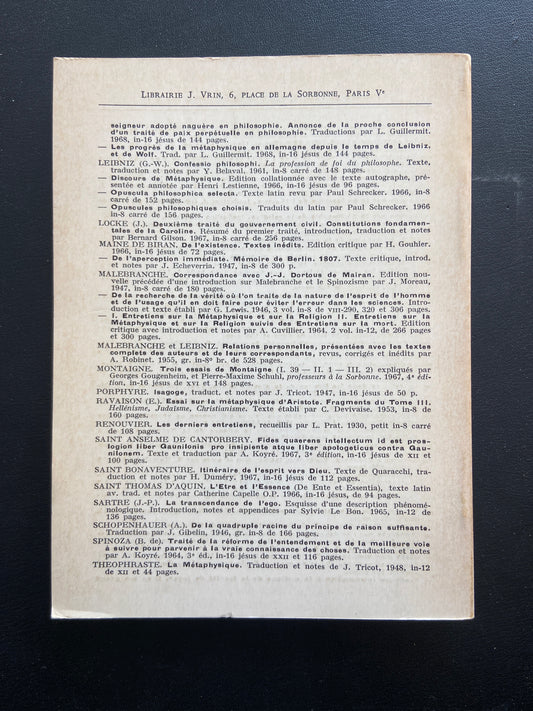 LIBRAIRIE J. VRIN, 6, PLACE DE LA SORBONNE, PARIS Ve
seigneur adopté naguère en philosophie. Annonce de la proche conclusion
d'un traité de paix perpétuelle en philosophie. Traductions par L. Guillermit.
1968, in-16 jésus de 144 pages.
— Les progrès de la métaphysique en allemagne depuis le temps de Leibniz.
et de Wolf. Trad. par L. Guillermit. 1968, in-16 jésus de 144 pages.
LEIBNIZ (G.-W.). Confessio philosophi. La profession de foi du philosophe. Texte,
traduction et notes par Y. Belaval. 1961, in-8 carré de 148 pages.
— Discours de Métaphysique. Edition collationnée avec le texte autographe, pré-
sentée et annotée par Henri Lestienne, 1966, in-16 jésus de 96 pages.
— Opuscula philosophica selecta. Texte latin revu par Paul Schrecker. 1966, in-8
carré de 152 pages.
— Opuscules philosophiques choisis. Traduits du latin par Paul Schrecker. 1966
in-8 carré de 156 pages.
LOCKE (J.). Deuxième traité du gouvernement civil. Constitutions fondamen-
tales de la Caroline. Résumé du premier traité, introduction, traduction et notes
par Bernard Gilson. 1967, in-8 carré de 256 pages.
MAINE DE BIRAN. De l'existence. Textes inédits. Edition critique par H. Gouhier.
1966, in-16 jésus de 72 pages.
— De l'aperception immédiate. Mémoire de Berlin. 1807. Texte critique, introd.
et notes par J. Echeverria. 1947, in-8 de 300 p.
MALEBRANCHE. Correspondance avec J.-J. Dortous de Mairan. Edition nou-
velle précédée d'une introduction sur Malebranche et le Spinozisme par J. Moreau,
1947, in-8 carré de 180 pages.
— De la recherche de la vérité où l'on traite de la nature de l'esprit de l'homme
et de l'usage qu'il en doit faire pour éviter l'erreur dans les sciences. Intro-
duction et texte établi par G. Lewis, 1946, 3 vol. in-8 de VIII-290, 320 et 306 pages.
— I. Entretiens sur la Métaphysique et sur la Religion II. Entretiens sur la
Métaphysique et sur la Religion suivis des Entretiens sur la mort. Edition
critique avec introduction et notes par A. Cuvillier. 1964, 2 vol. in-12, de 266 pages
et 300 pages.
MALEBRANCHE et LEIBNIZ. Relations personnelles, présentées avec les textes
complets des auteurs et de leurs correspondants, revus, corrigés et inédits par
A. Robinet. 1955, gr. in-8º br. de 528 pages.
MONTAIGNE. Trois essais de Montaigne (I. 39 — II. 1 — III. 2) expliqués par
Georges Gougenheim, et Pierre-Maxime Schuhl, professeurs à la Sorbonne. 1967, 4e édi-
tion, in-16 jésus de XVI et 148 pages.
PORPHYRE. Isagoge, traduct. et notes par J. Tricot. 1947, in-16 jésus de 50 p.
RAVAISON (E.). Essai sur la métaphysique d'Aristote. Fragments du Tome III.
Hellénisme, Judaïsme, Christianisme. Texte établi par C. Devivaise. 1953, in-8 de
160 pages.
RENOUVIER. Les derniers entretiens, recueillis par L. Prat. 1930, petit in-8 carré
de 108 pages.
SAINT ANSELME DE CANTORBERY. Fides quaerens intellectum id est pros-
logion liber Gaunilonis pro insipiente atque liber apologeticus contra Gau-
nilonem. Texte et traduction par A. Koyré. 1967, 3e édition, in-16 jésus de XII et
100 pages.
SAINT BONAVENTURE. Itinéraire de l'esprit vers Dieu. Texte de Quaracchi, tra-
duction et notes par H. Duméry. 1967, in-16 jésus de 112 pages.
SAINT THOMAS D'AQUIN. L'Etre et l'Essence (De Ente et Essentia), texte latin
av. trad. et notes par Catherine Capelle O.P. 1966, in-16 jésus, de 94 pages.
SARTRE (J.-P.). La transcendance de l'ego. Esquisse d'une description phénomé-
nologique. Introduction, notes et appendices par Sylvie Le Bon. 1965, in-12 de
136 pages.
SCHOPENHAUER (A.). De la quadruple racine du principe de raison suffisante.
Traduction par J. Gibelin, 1946, gr. in-8 de 166 pages.
SPINOZA (B. de). Traité de la réforme de l'entendement et de la meilleure voie
à suivre pour parvenir à la vraie connaissance des choses. Traduction et notes
par A. Koyré. 1964, 3e éd., in-16 jésus de XXII et 116 pages.
THEOPHRASTE. La Métaphysique. Traduction et notes de J. Tricot, 1948, in-12
de XII et 44 pages.